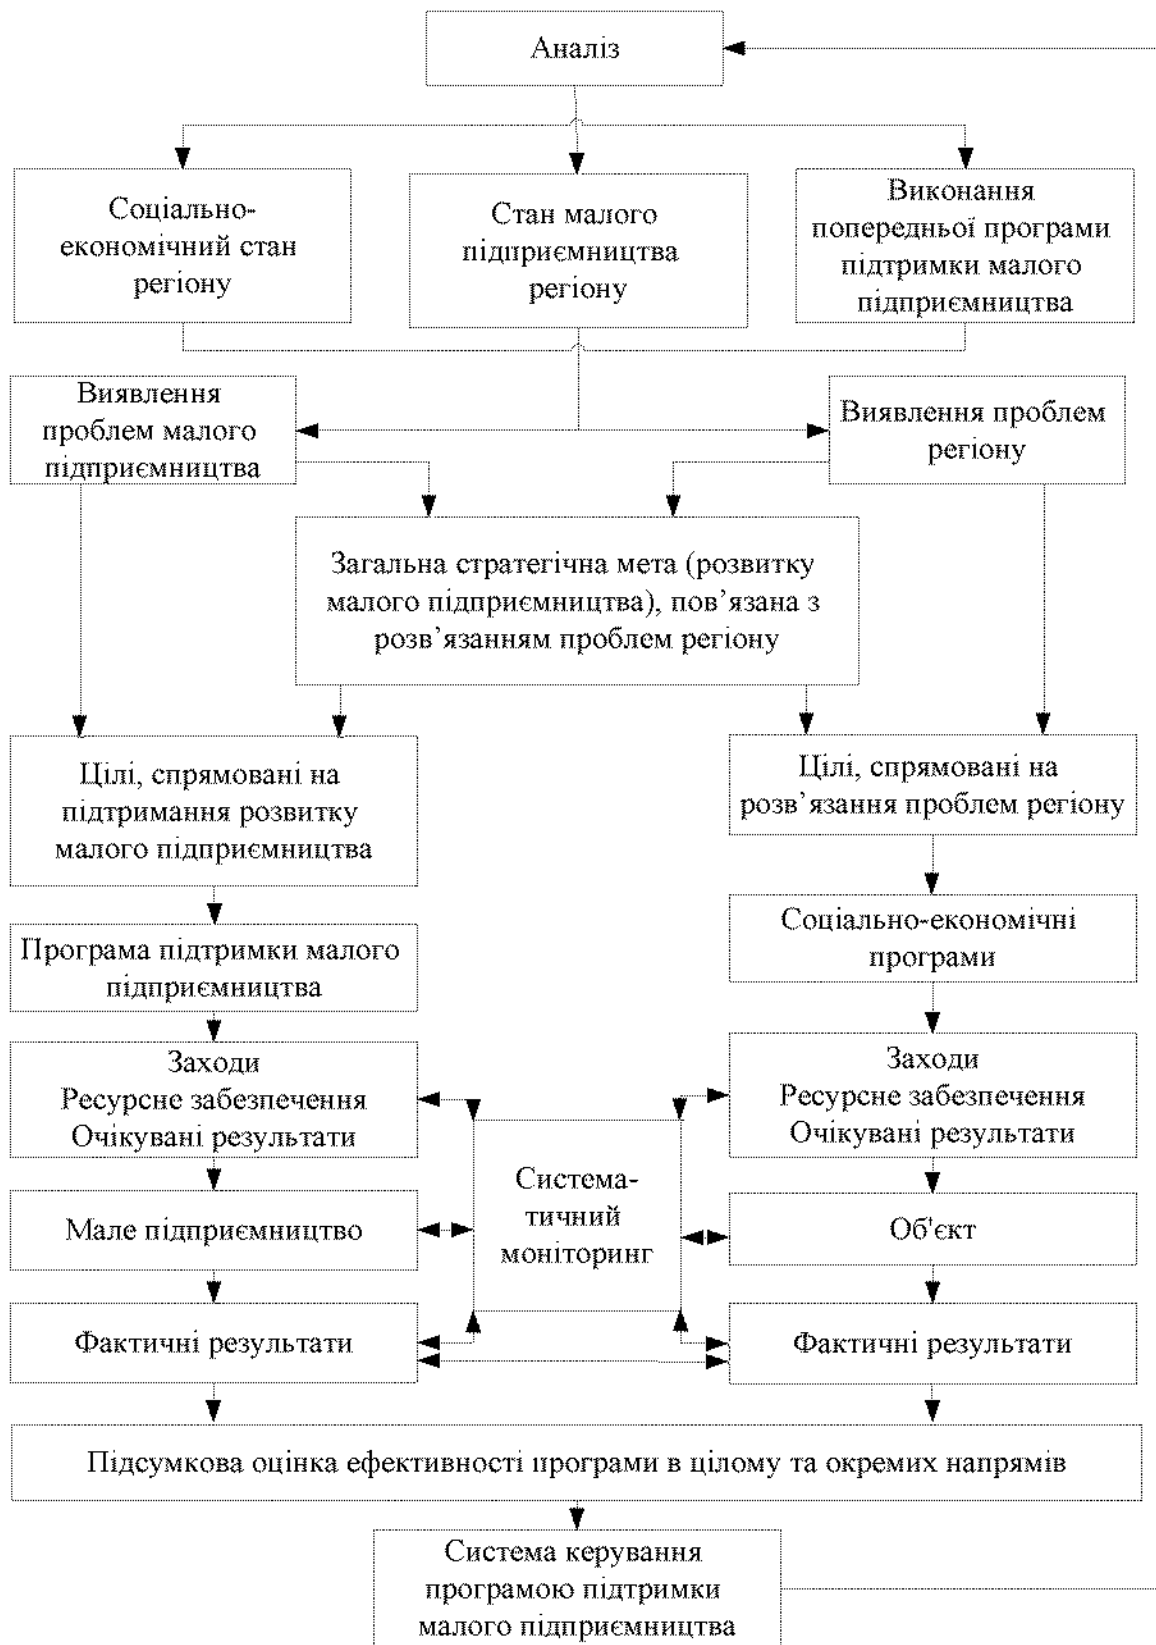 Аналіз
Соціально-
економічний стан
регіону
Стан малого
підприємництва
регіону
Виконання
попередньої програми
підтримки малого
підприємництва
Виявлення
проблем малого
підприємництва
Виявлення проблем
регіону
Загальна стратегічна мета (розвитку
малого підприємництва), пов’язана з
розв’язанням проблем регіону
Цілі, спрямовані на
підтримання розвитку
малого підприємництва
Цілі, спрямовані на
розв’язання проблем регіону
Програма підтримки малого
підприємництва
Соціально-економічні
програми
Заходи
Ресурсне забезпечення
Очікувані результати
Система-
тичний
моніторинг
Заходи
Ресурсне забезпечення
Очікувані результати
Мале підприємництво
Об'єкт
Фактичні результати
Фактичні результати
Підсумкова оцінка ефективності програми в цілому та окремих напрямів
Система керування
програмою підтримки
малого підприємництва